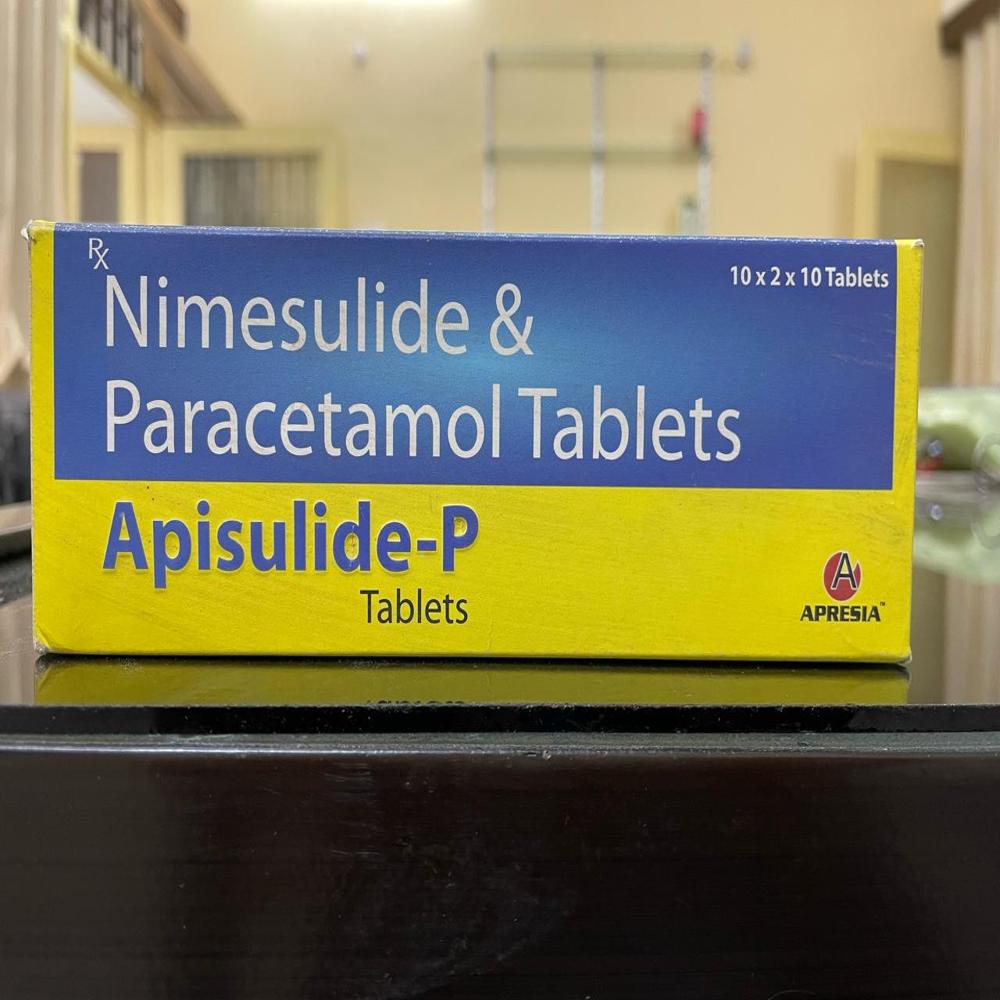 Rx
10 x 2 x 10 Tablets
Nimesulide &
Paracetamol Tablets
Apisulide-P
Tablets
A
APRESIA™